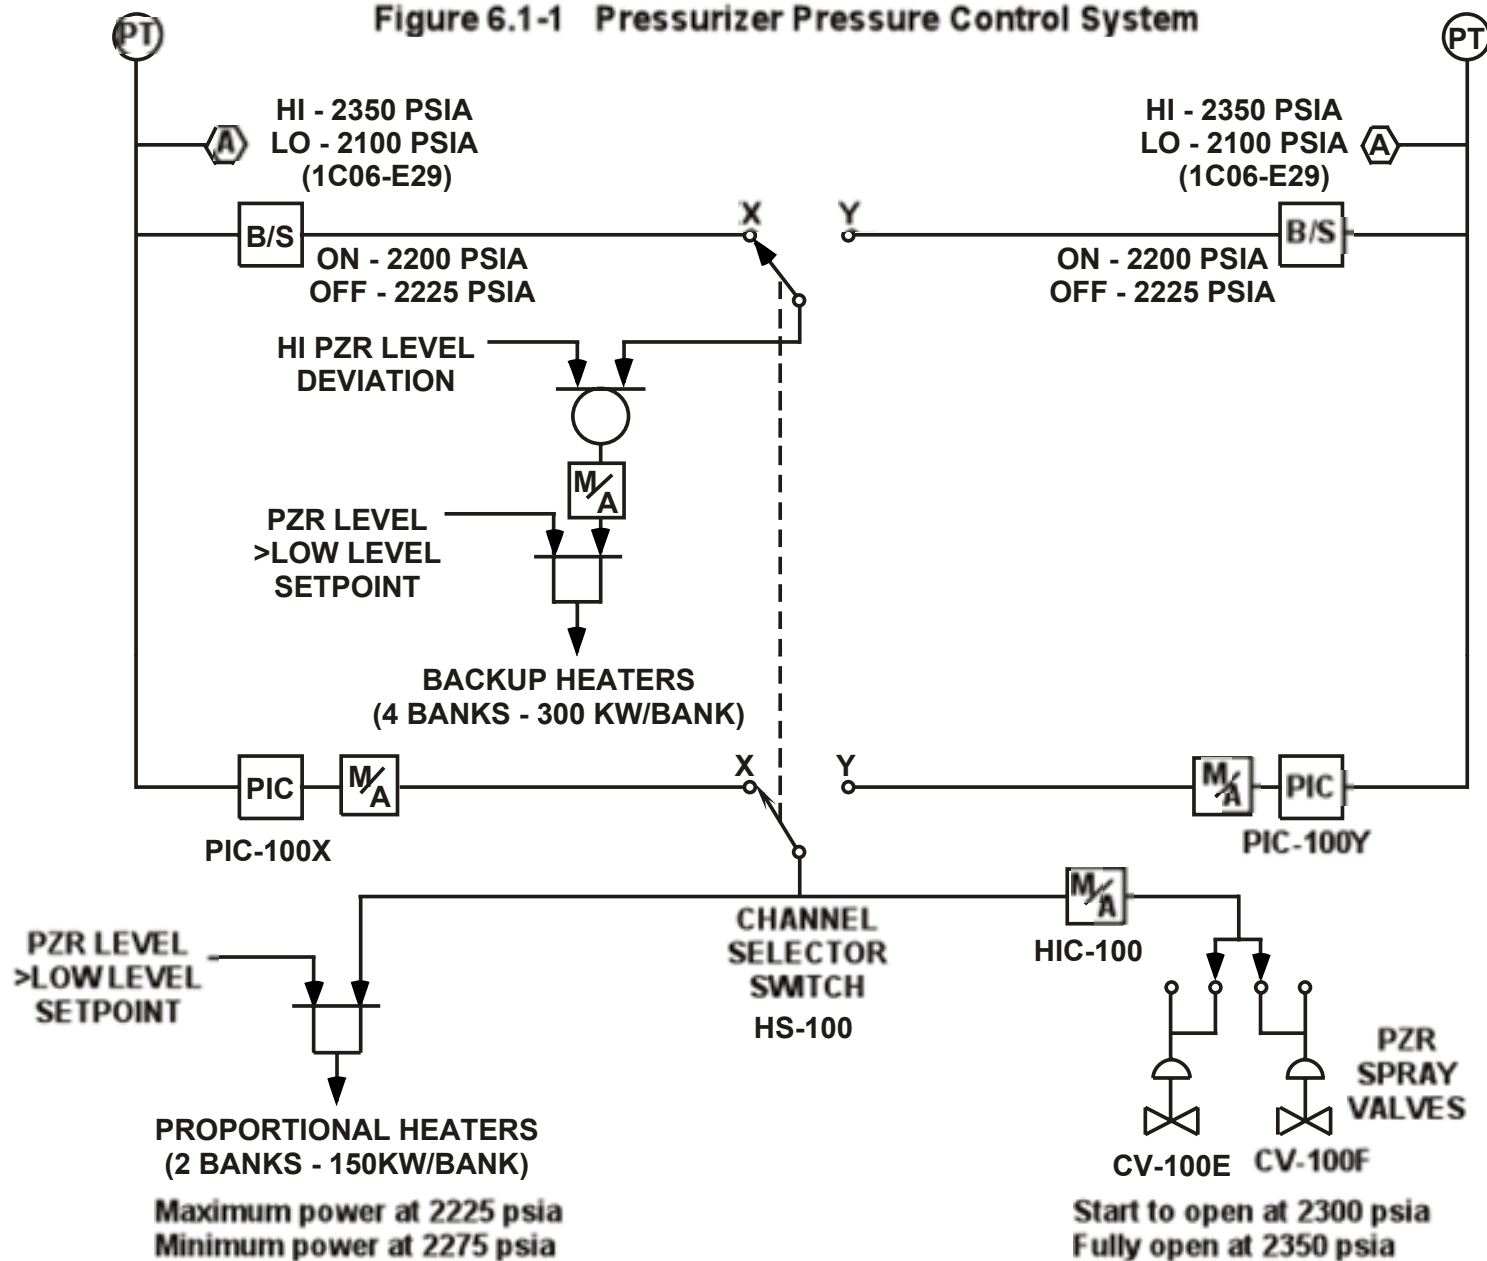 Figure 6.1-1 Pressurizer Pressure Control System
PT
PT
HI - 2350 PSIA
LO - 2100 PSIA
(1C06-E29)
A
HI - 2350 PSIA
LO - 2100 PSIA
(1C06-E29)
A
B/S
ON - 2200 PSIA
OFF - 2225 PSIA
X
Y
B/S
ON - 2200 PSIA
OFF - 2225 PSIA
HI PZR LEVEL
DEVIATION
M/A
PZR LEVEL
>LOW LEVEL
SETPOINT
BACKUP HEATERS
(4 BANKS - 300 KW/BANK)
PIC
M/A
X
Y
M/A
PIC
PIC-100X
PIC-100Y
M/A
HIC-100
CHANNEL
SELECTOR
SWITCH
HS-100
PZR LEVEL
>LOW LEVEL
SETPOINT
PROPORTIONAL HEATERS
(2 BANKS - 150KW/BANK)
Maximum power at 2225 psia
Minimum power at 2275 psia
PZR
SPRAY
VALVES
CV-100E
CV-100F
Start to open at 2300 psia
Fully open at 2350 psia